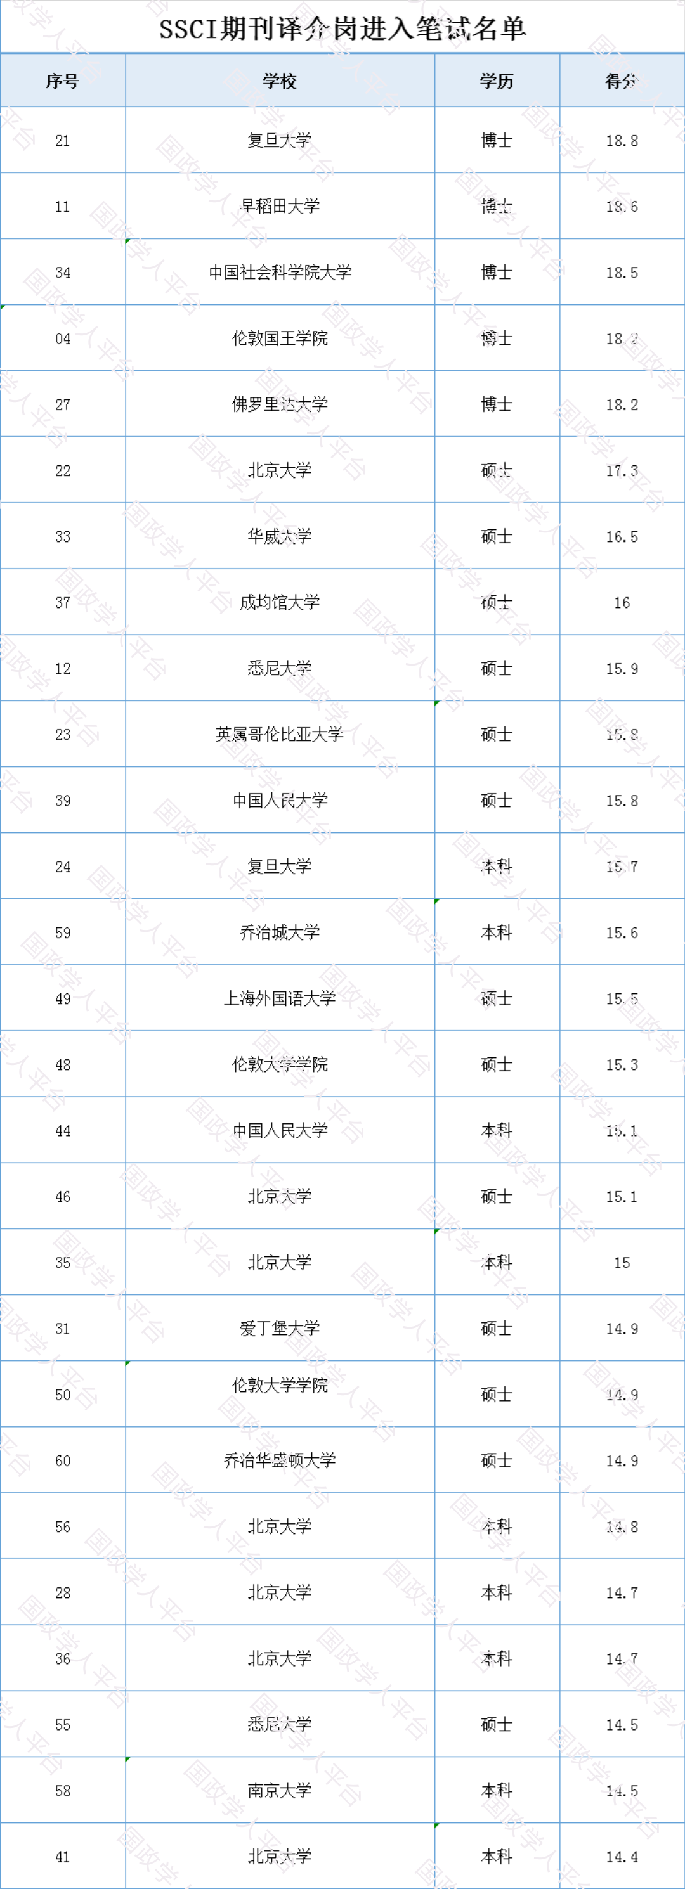 SSCI期刊译介岗进入笔试名单
序号 学校 学历 得分
21 复旦大学 博士 18.8
11 早稻田大学 博士 18.6
34 中国社会科学院大学 博士 18.5
04 伦敦国王学院 博士 18.2
27 佛罗里达大学 博士 18.2
22 北京大学 硕士 17.3
33 华威大学 硕士 16.5
37 成均馆大学 硕士 16
12 悉尼大学 硕士 15.9
23 英属哥伦比亚大学 硕士 15.8
39 中国人民大学 硕士 15.8
24 复旦大学 本科 15.7
59 乔治城大学 本科 15.6
49 上海外国语大学 硕士 15.5
48 伦敦大学学院 硕士 15.3
44 中国人民大学 本科 15.1
46 北京大学 硕士 15.1
35 北京大学 本科 15
31 爱丁堡大学 硕士 14.9
50 伦敦大学学院 硕士 14.9
60 乔治华盛顿大学 硕士 14.9
56 北京大学 本科 14.8
28 北京大学 本科 14.7
36 北京大学 本科 14.7
55 悉尼大学 硕士 14.5
58 南京大学 本科 14.5
41 北京大学 本科 14.4
国政学人平台